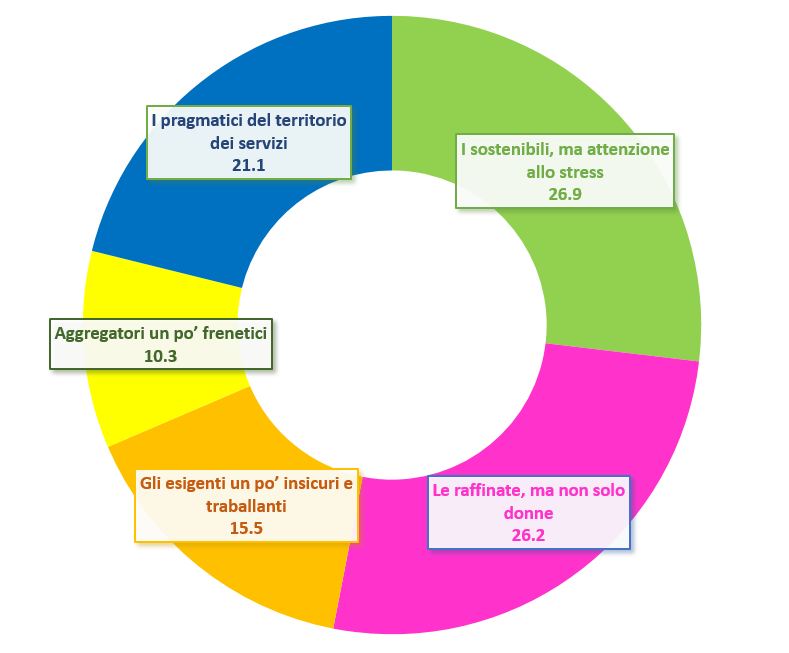 I pragmatici del territorio
dei servizi
21.1
I sostenibili, ma attenzione
allo stress
26.9
Aggregatori un po’ frenetici
10.3
Gli esigenti un po’ insicuri e
traballanti
15.5
Le raffinate, ma non solo
donne
26.2